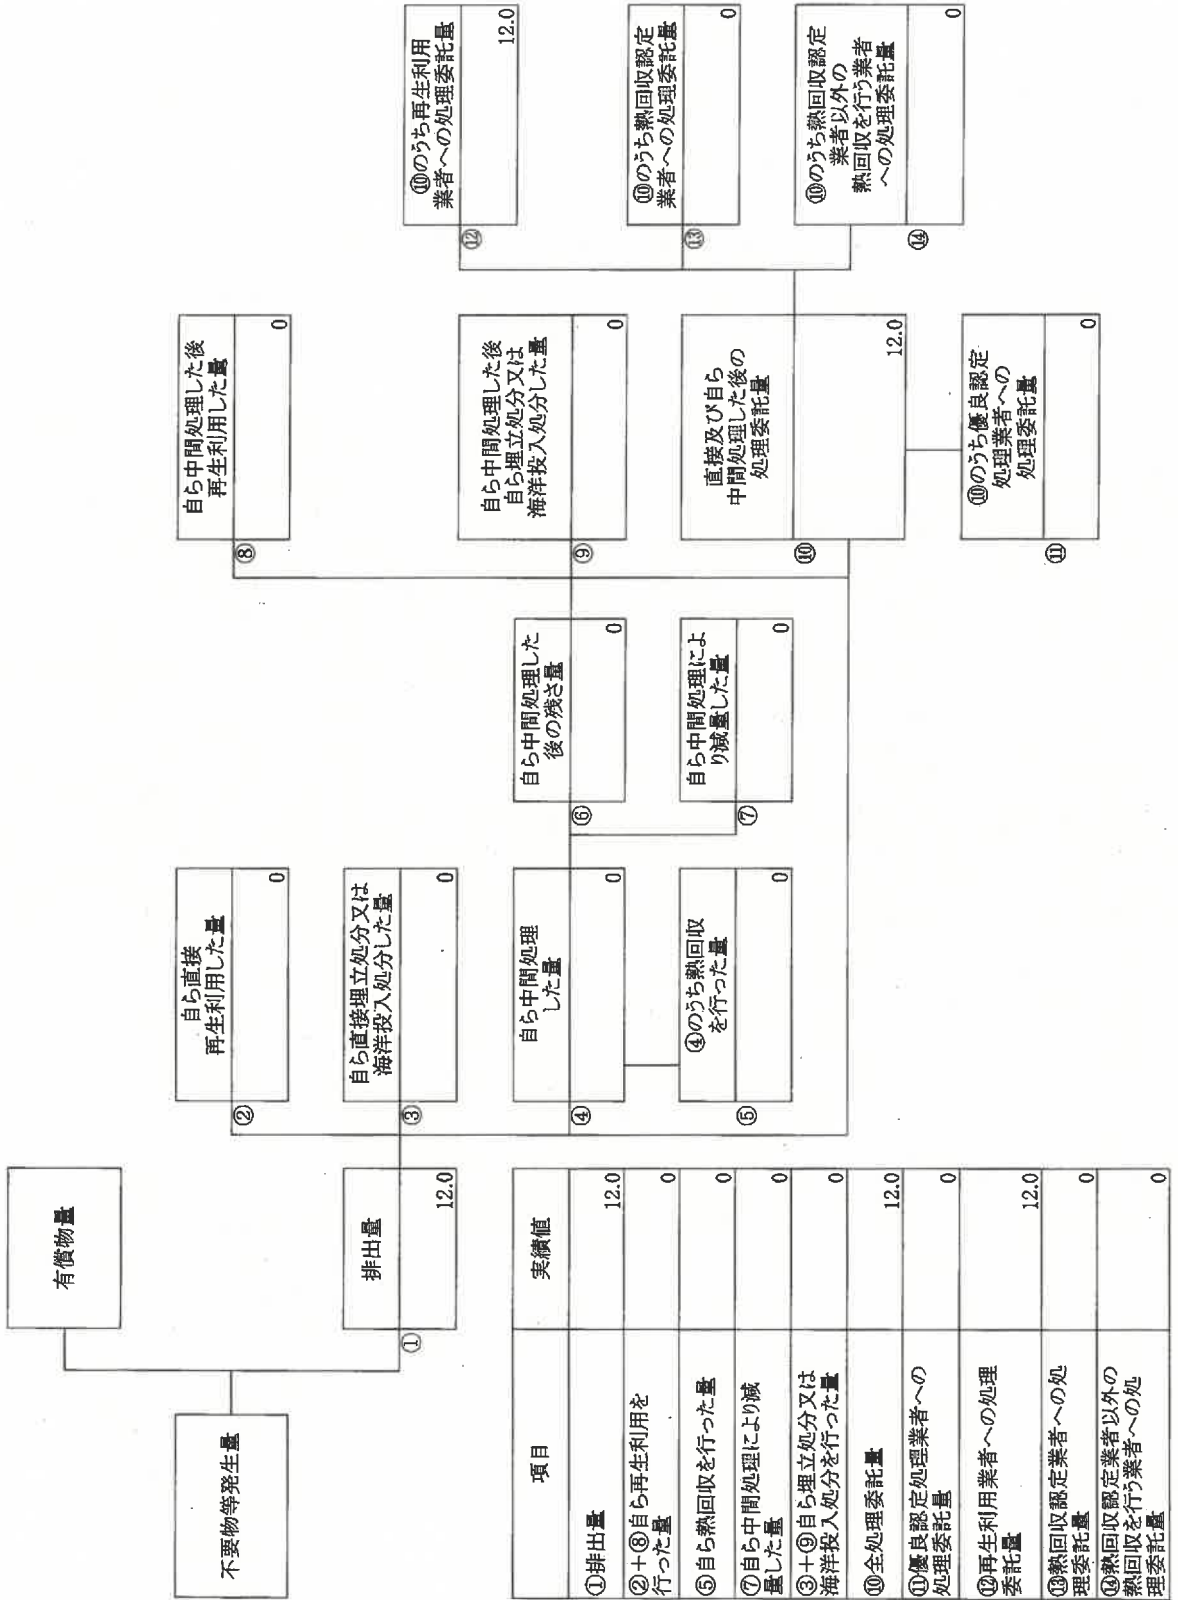 不要物等発生量
有償物量
排出量
①
12.0
自ら直接
再生利用した量
②
0
自ら直接埋立処分又は
海洋投入処分した量
③
0
自ら中間処理
した量
④
0
④のうち熱回収
を行った量
⑤
0
自ら中間処理した
後の残さ量
⑥
0
自ら中間処理によ
り減量した量
⑦
0
自ら中間処理した後
再生利用した量
⑧
0
自ら中間処理した後
自ら埋立処分又は
海洋投入処分した量
⑨
0
直接及び自ら
中間処理した後の
処理委託量
⑩
12.0
⑩のうち優良認定
処理業者への
処理委託量
⑪
0
⑩のうち再生利用
業者への処理委託量
⑫
12.0
⑩のうち熱回収認定
業者への処理委託量
⑬
0
⑩のうち熱回収認定
業者以外の
熱回収を行う業者
への処理委託量
⑭
0
項目
実績値
①排出量
12.0
②+⑧自ら再生利用を
行った量
0
⑤自ら熱回収を行った量
0
⑦自ら中間処理により減
量した量
0
③+⑨自ら埋立処分又は
海洋投入処分を行った量
0
⑩全処理委託量
12.0
⑪優良認定処理業者への
処理委託量
0
⑫再生利用業者への処理
委託量
12.0
⑬熱回収認定業者への処
理委託量
0
⑭熱回収認定業者以外の
熱回収を行う業者への処
理委託量
0